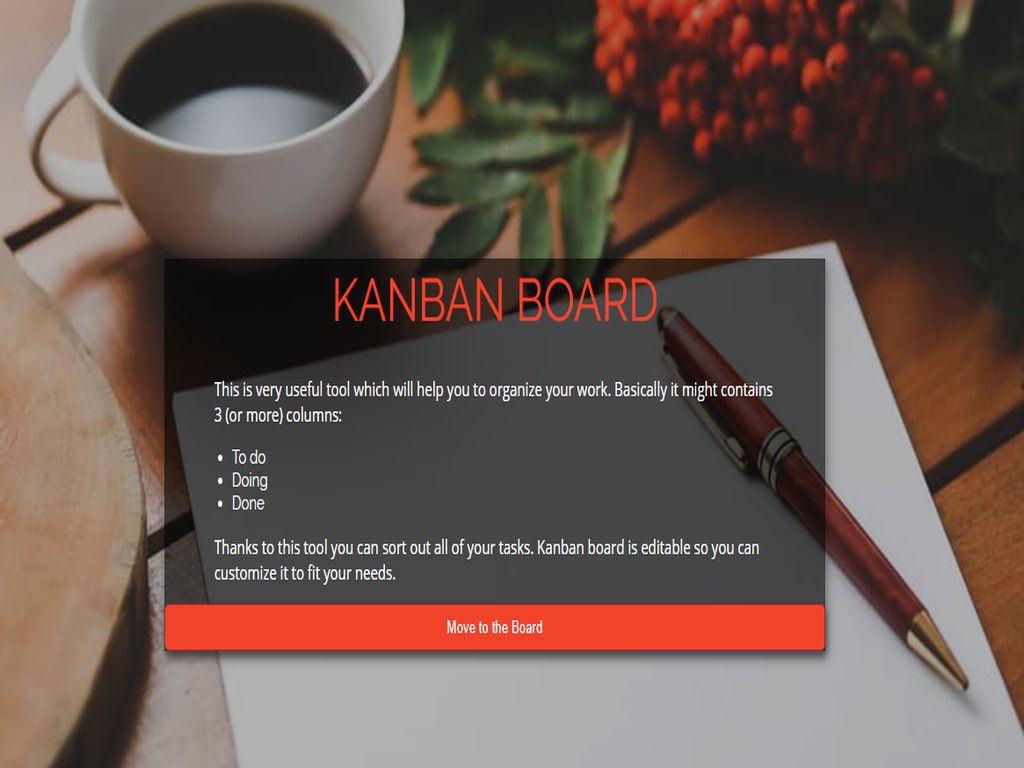 KANBAN BOARD
This is very useful tool which will help you to organize your work. Basically it might contains
3 (or more) columns:
• To do
• Doing
• Done
Thanks to this tool you can sort out all of your tasks. Kanban board is editable so you can
customize it to fit your needs.
Move to the Board